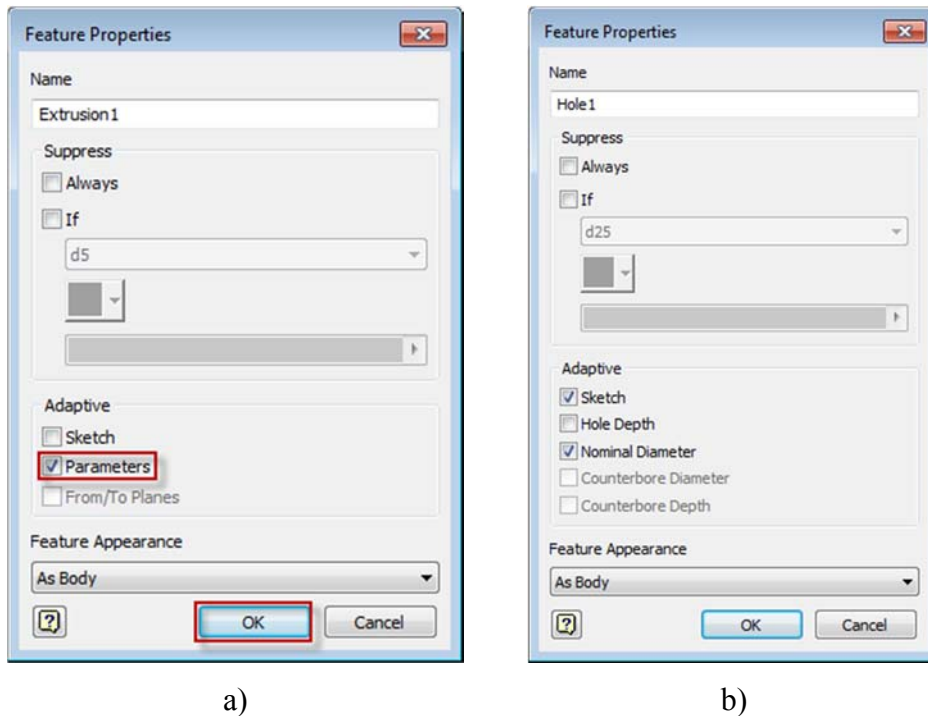 Feature Properties
Name
Extrusion1
Suppress
Always
If
d5
Adaptive
Sketch
Parameters
From/To Planes
Feature Appearance
As Body
OK
Cancel
a)
Feature Properties
Name
Hole1
Suppress
Always
If
d25
Adaptive
Sketch
Hole Depth
Nominal Diameter
Counterbore Diameter
Counterbore Depth
Feature Appearance
As Body
OK
Cancel
b)